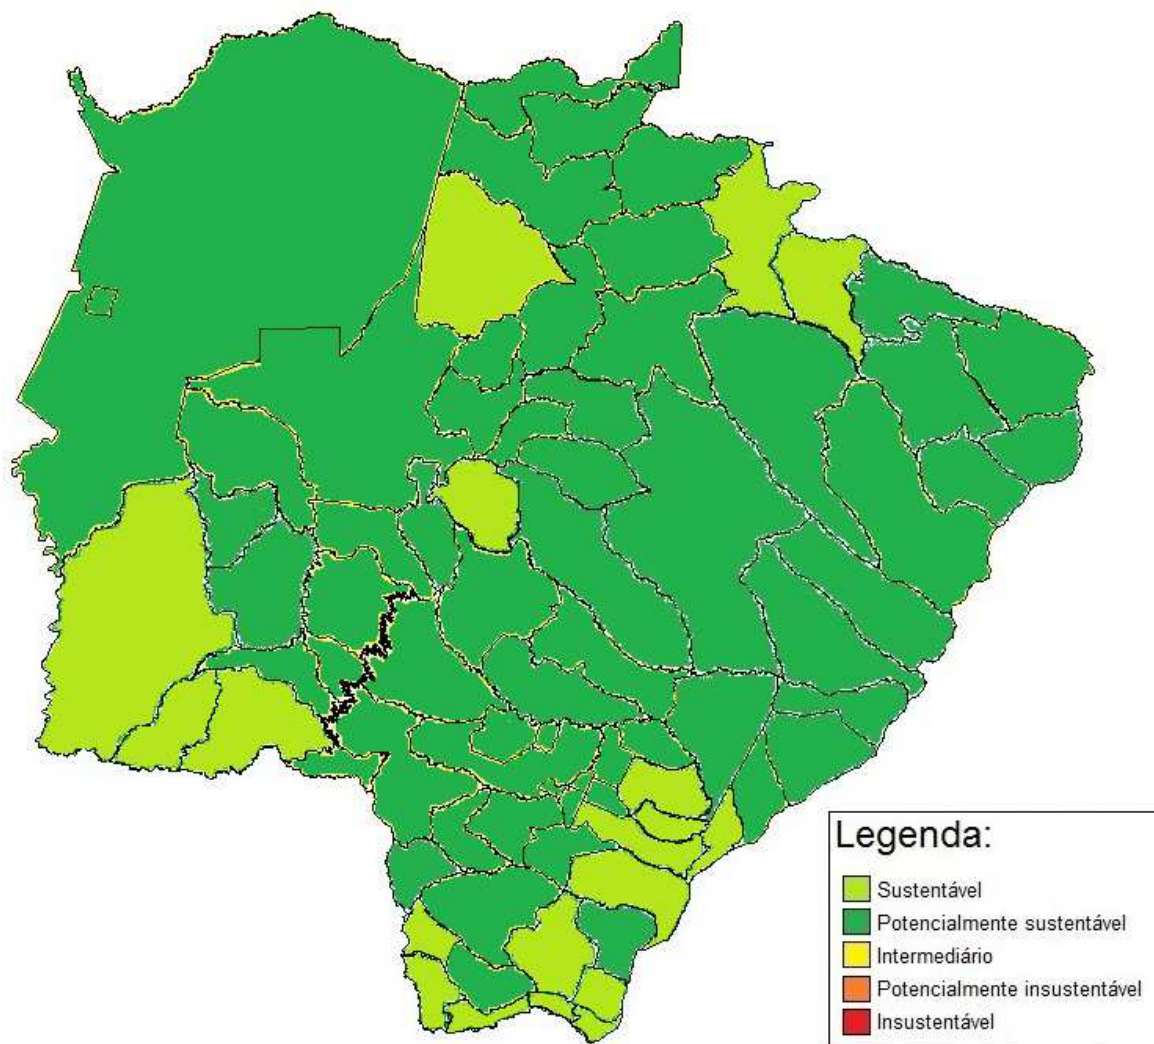 Legenda:
Sustentável
Potencialmente sustentável
Intermediário
Potencialmente insustentável
Insustentável